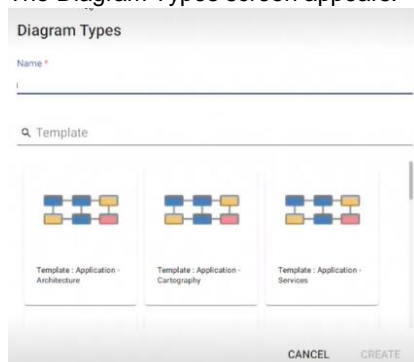 The Diagram Types screen appears.
Diagram Types
Name *
Template
Template : Application -
Architecture
Template : Application -
Cartography
Template : Application -
Services
CANCEL CREATE